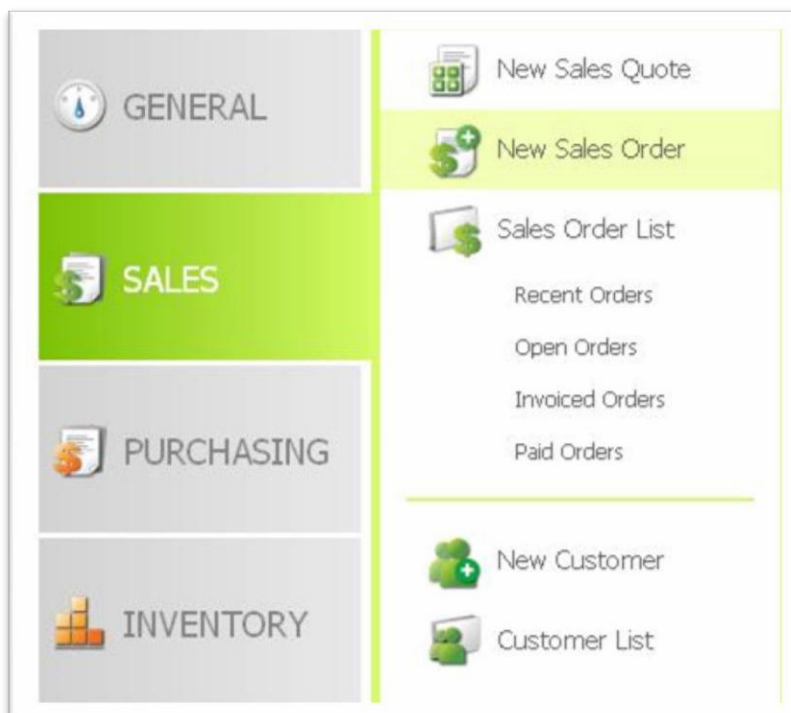 GENERAL
SALES
PURCHASING
INVENTORY
New Sales Quote
New Sales Order
Sales Order List
Recent Orders
Open Orders
Invoiced Orders
Paid Orders
New Customer
Customer List